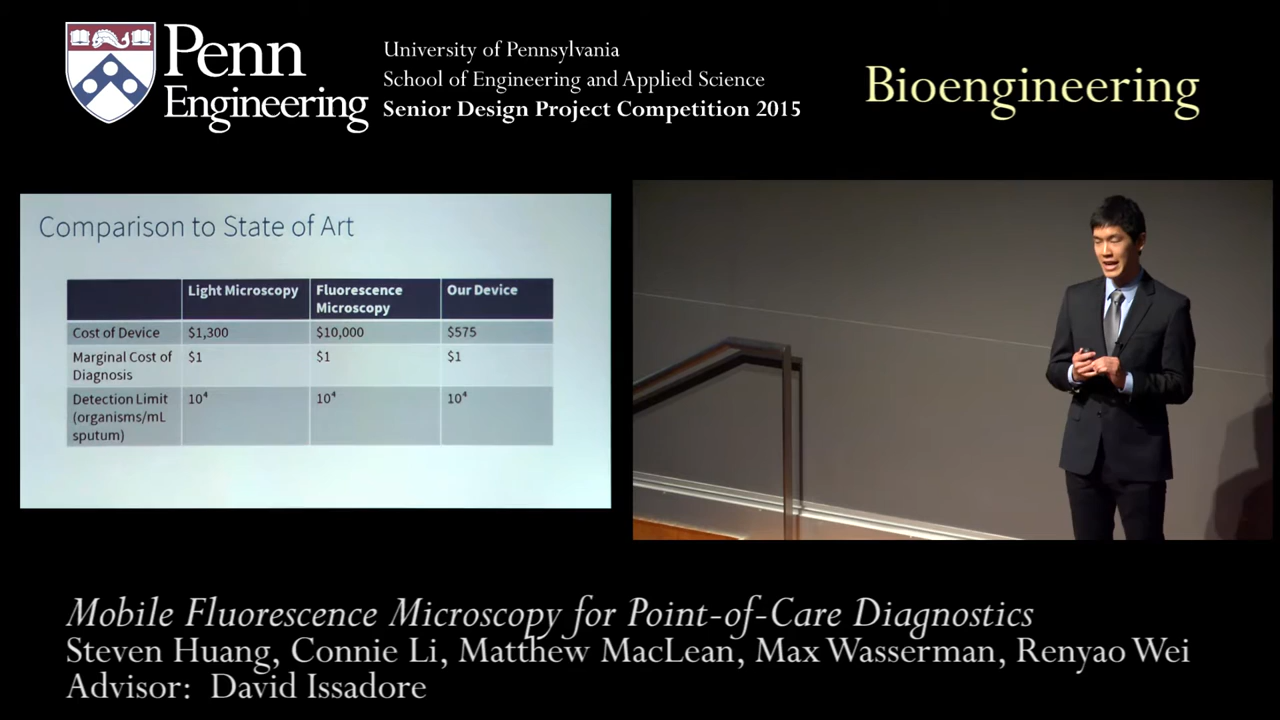 Penn
Engineering
University of Pennsylvania
School of Engineering and Applied Science
Senior Design Project Competition 2015
Bioengineering
Comparison to State of Art
Light Microscopy Fluorescence Microscopy Our Device
Cost of Device $1,300 $10,000 $575
Marginal Cost of Diagnosis $1 $1 $1
Detection Limit (organisms/mL sputum) 10⁴ 10⁴ 10⁴
Mobile Fluorescence Microscopy for Point-of-Care Diagnostics
Steven Huang, Connie Li, Matthew MacLean, Max Wasserman, Renyao Wei
Advisor: David Issadore